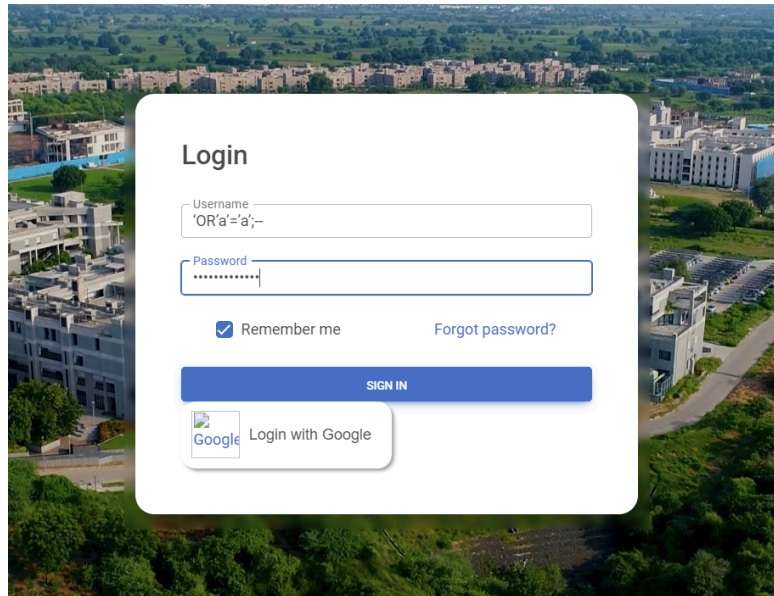 Login
Username
‘OR’a’=’a’;--
Password
•••••••••••••
Remember me
Forgot password?
SIGN IN
Google
Login with Google